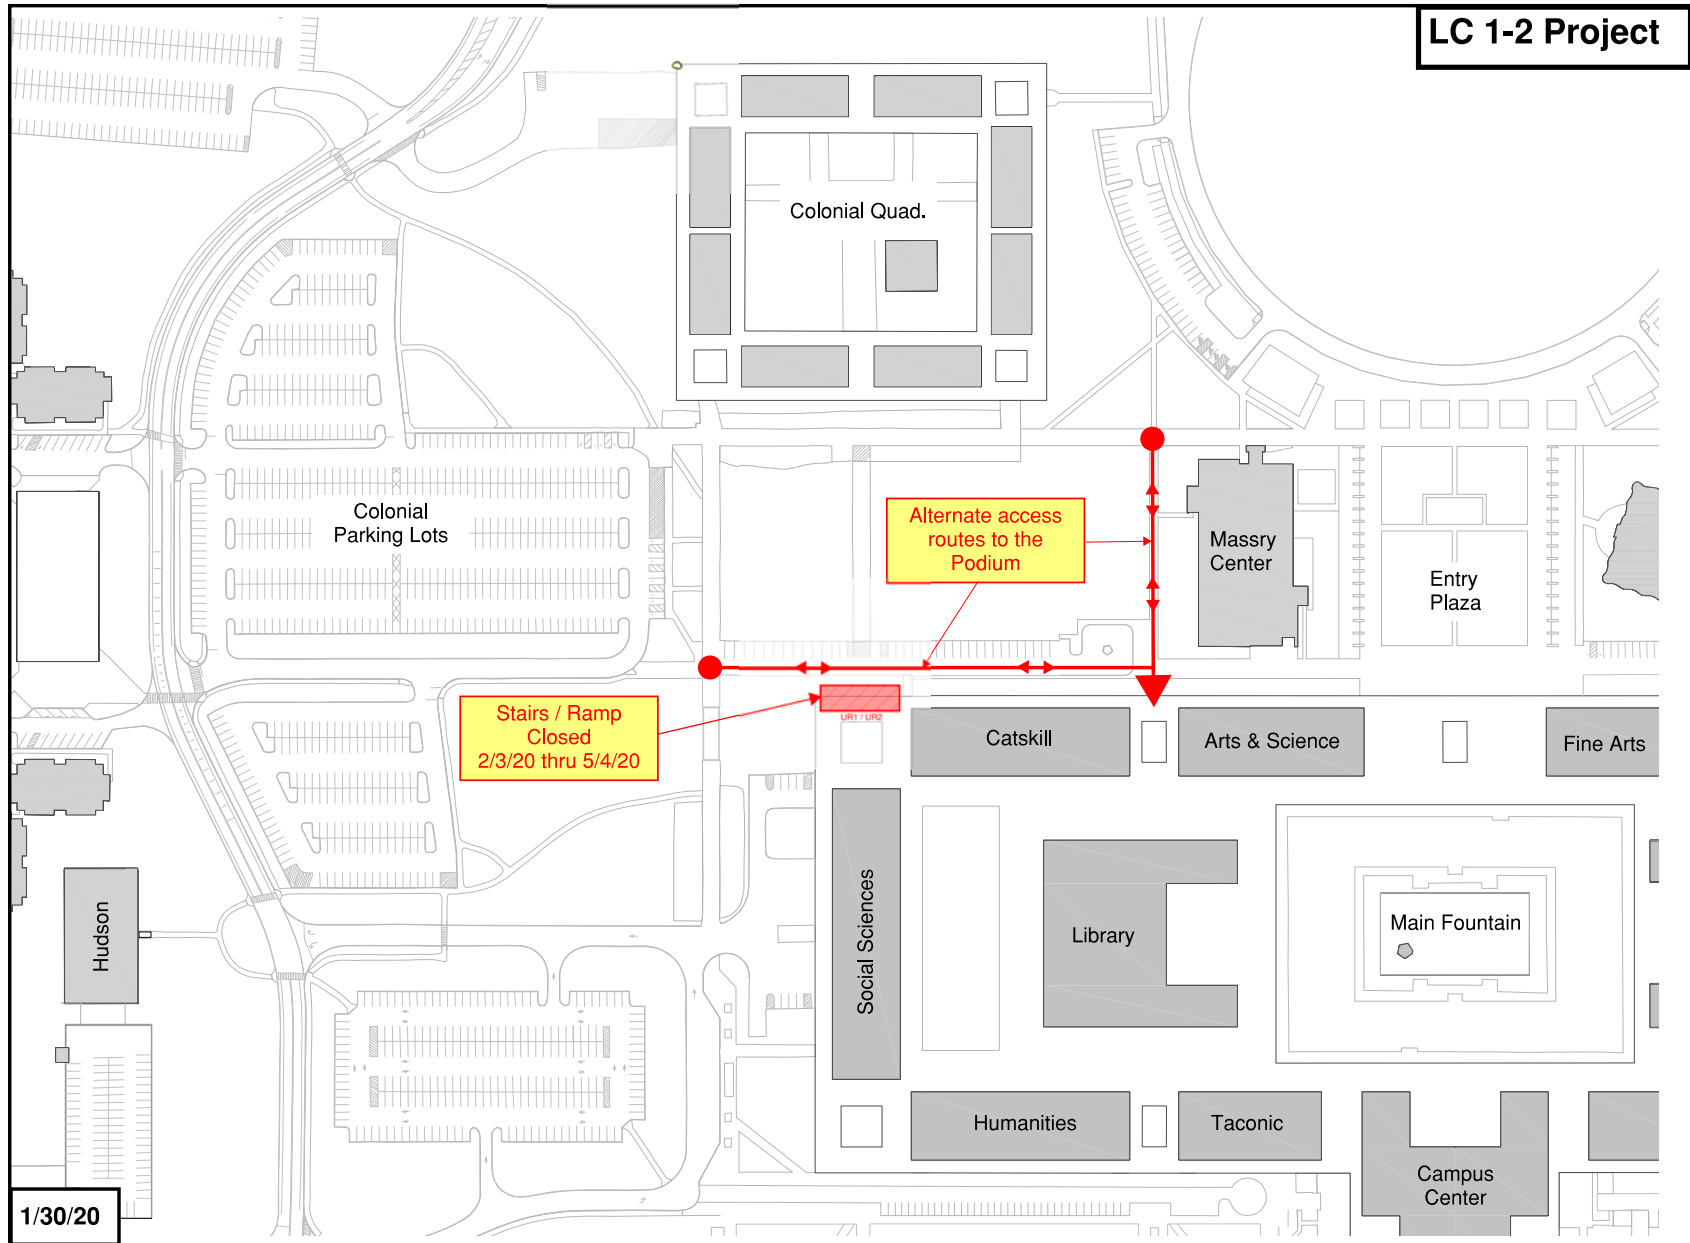 LC 1-2 Project
Colonial Quad.
Colonial
Parking Lots
Alternate access
routes to the
Podium
Massry
Center
Entry
Plaza
Stairs / Ramp
Closed
2/3/20 thru 5/4/20
UR1 / UR2
Catskill
Arts & Science
Fine Arts
Social Sciences
Library
Main Fountain
Hudson
Humanities
Taconic
Campus
Center
1/30/20